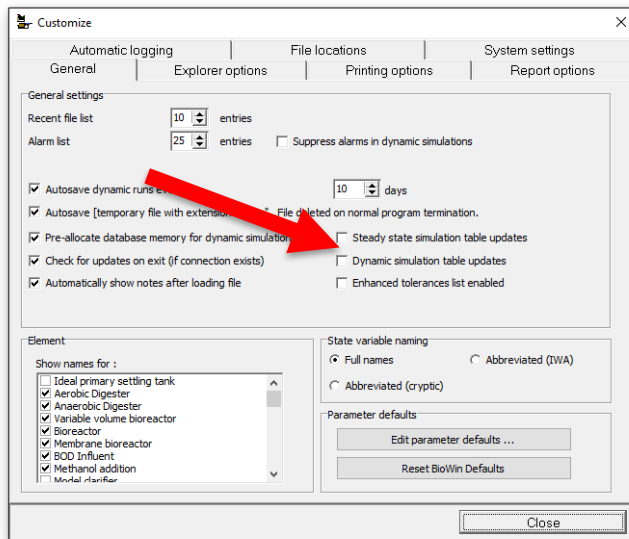 Customize
Automatic logging File locations System settings
General Explorer options Printing options Report options
General settings
Recent file list 10 entries
Alarm list 25 entries Suppress alarms in dynamic simulations
Autosave dynamic runs 10 days
Autosave [temporary file with extension File deleted on normal program termination.
Pre-allocate database memory for dynamic Steady state simulation table updates
Check for updates on exit (if connection exists) Dynamic simulation table updates
Automatically show notes after loading file Enhanced tolerances list enabled
Element State variable naming
Show names for : Full names Abbreviated (IWA)
Ideal primary settling tank
Aerobic Digester Abbreviated (cryptic)
Anaerobic Digester
Variable volume bioreactor Parameter defaults
Bioreactor Edit parameter defaults ...
Membrane bioreactor
BOD Influent Reset BioWin Defaults
Methanol addition
Model clarifier
Close